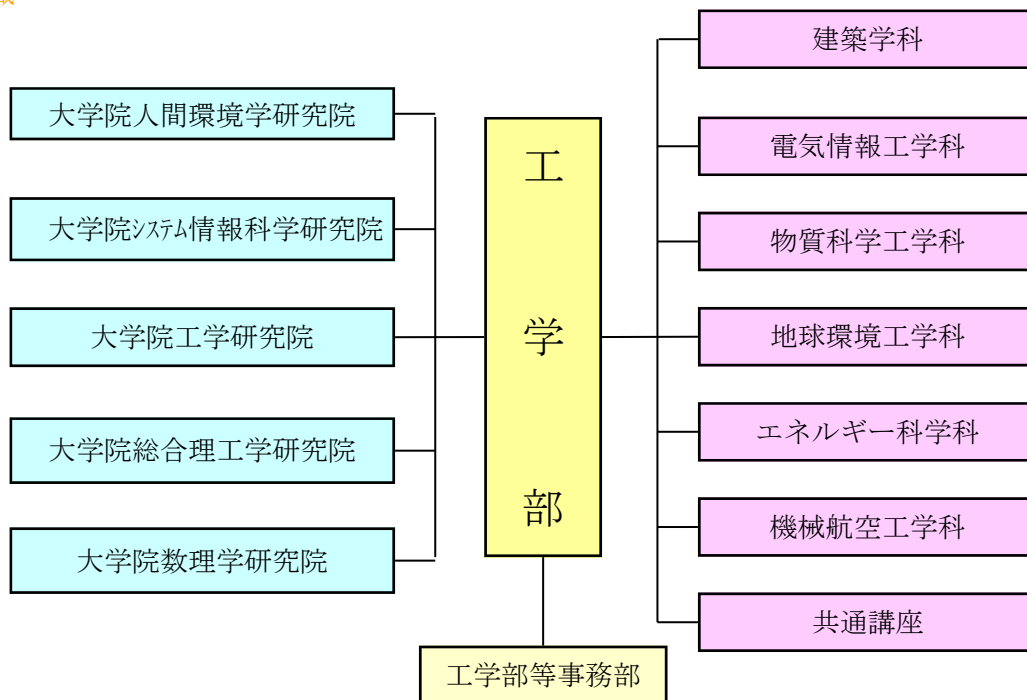 大学院人間環境学研究院
大学院ｼｽﾃﾑ情報科学研究院
大学院工学研究院
大学院総合理工学研究院
大学院数理学研究院
工
学
部
工学部等事務部
建築学科
電気情報工学科
物質科学工学科
地球環境工学科
エネルギー科学科
機械航空工学科
共通講座